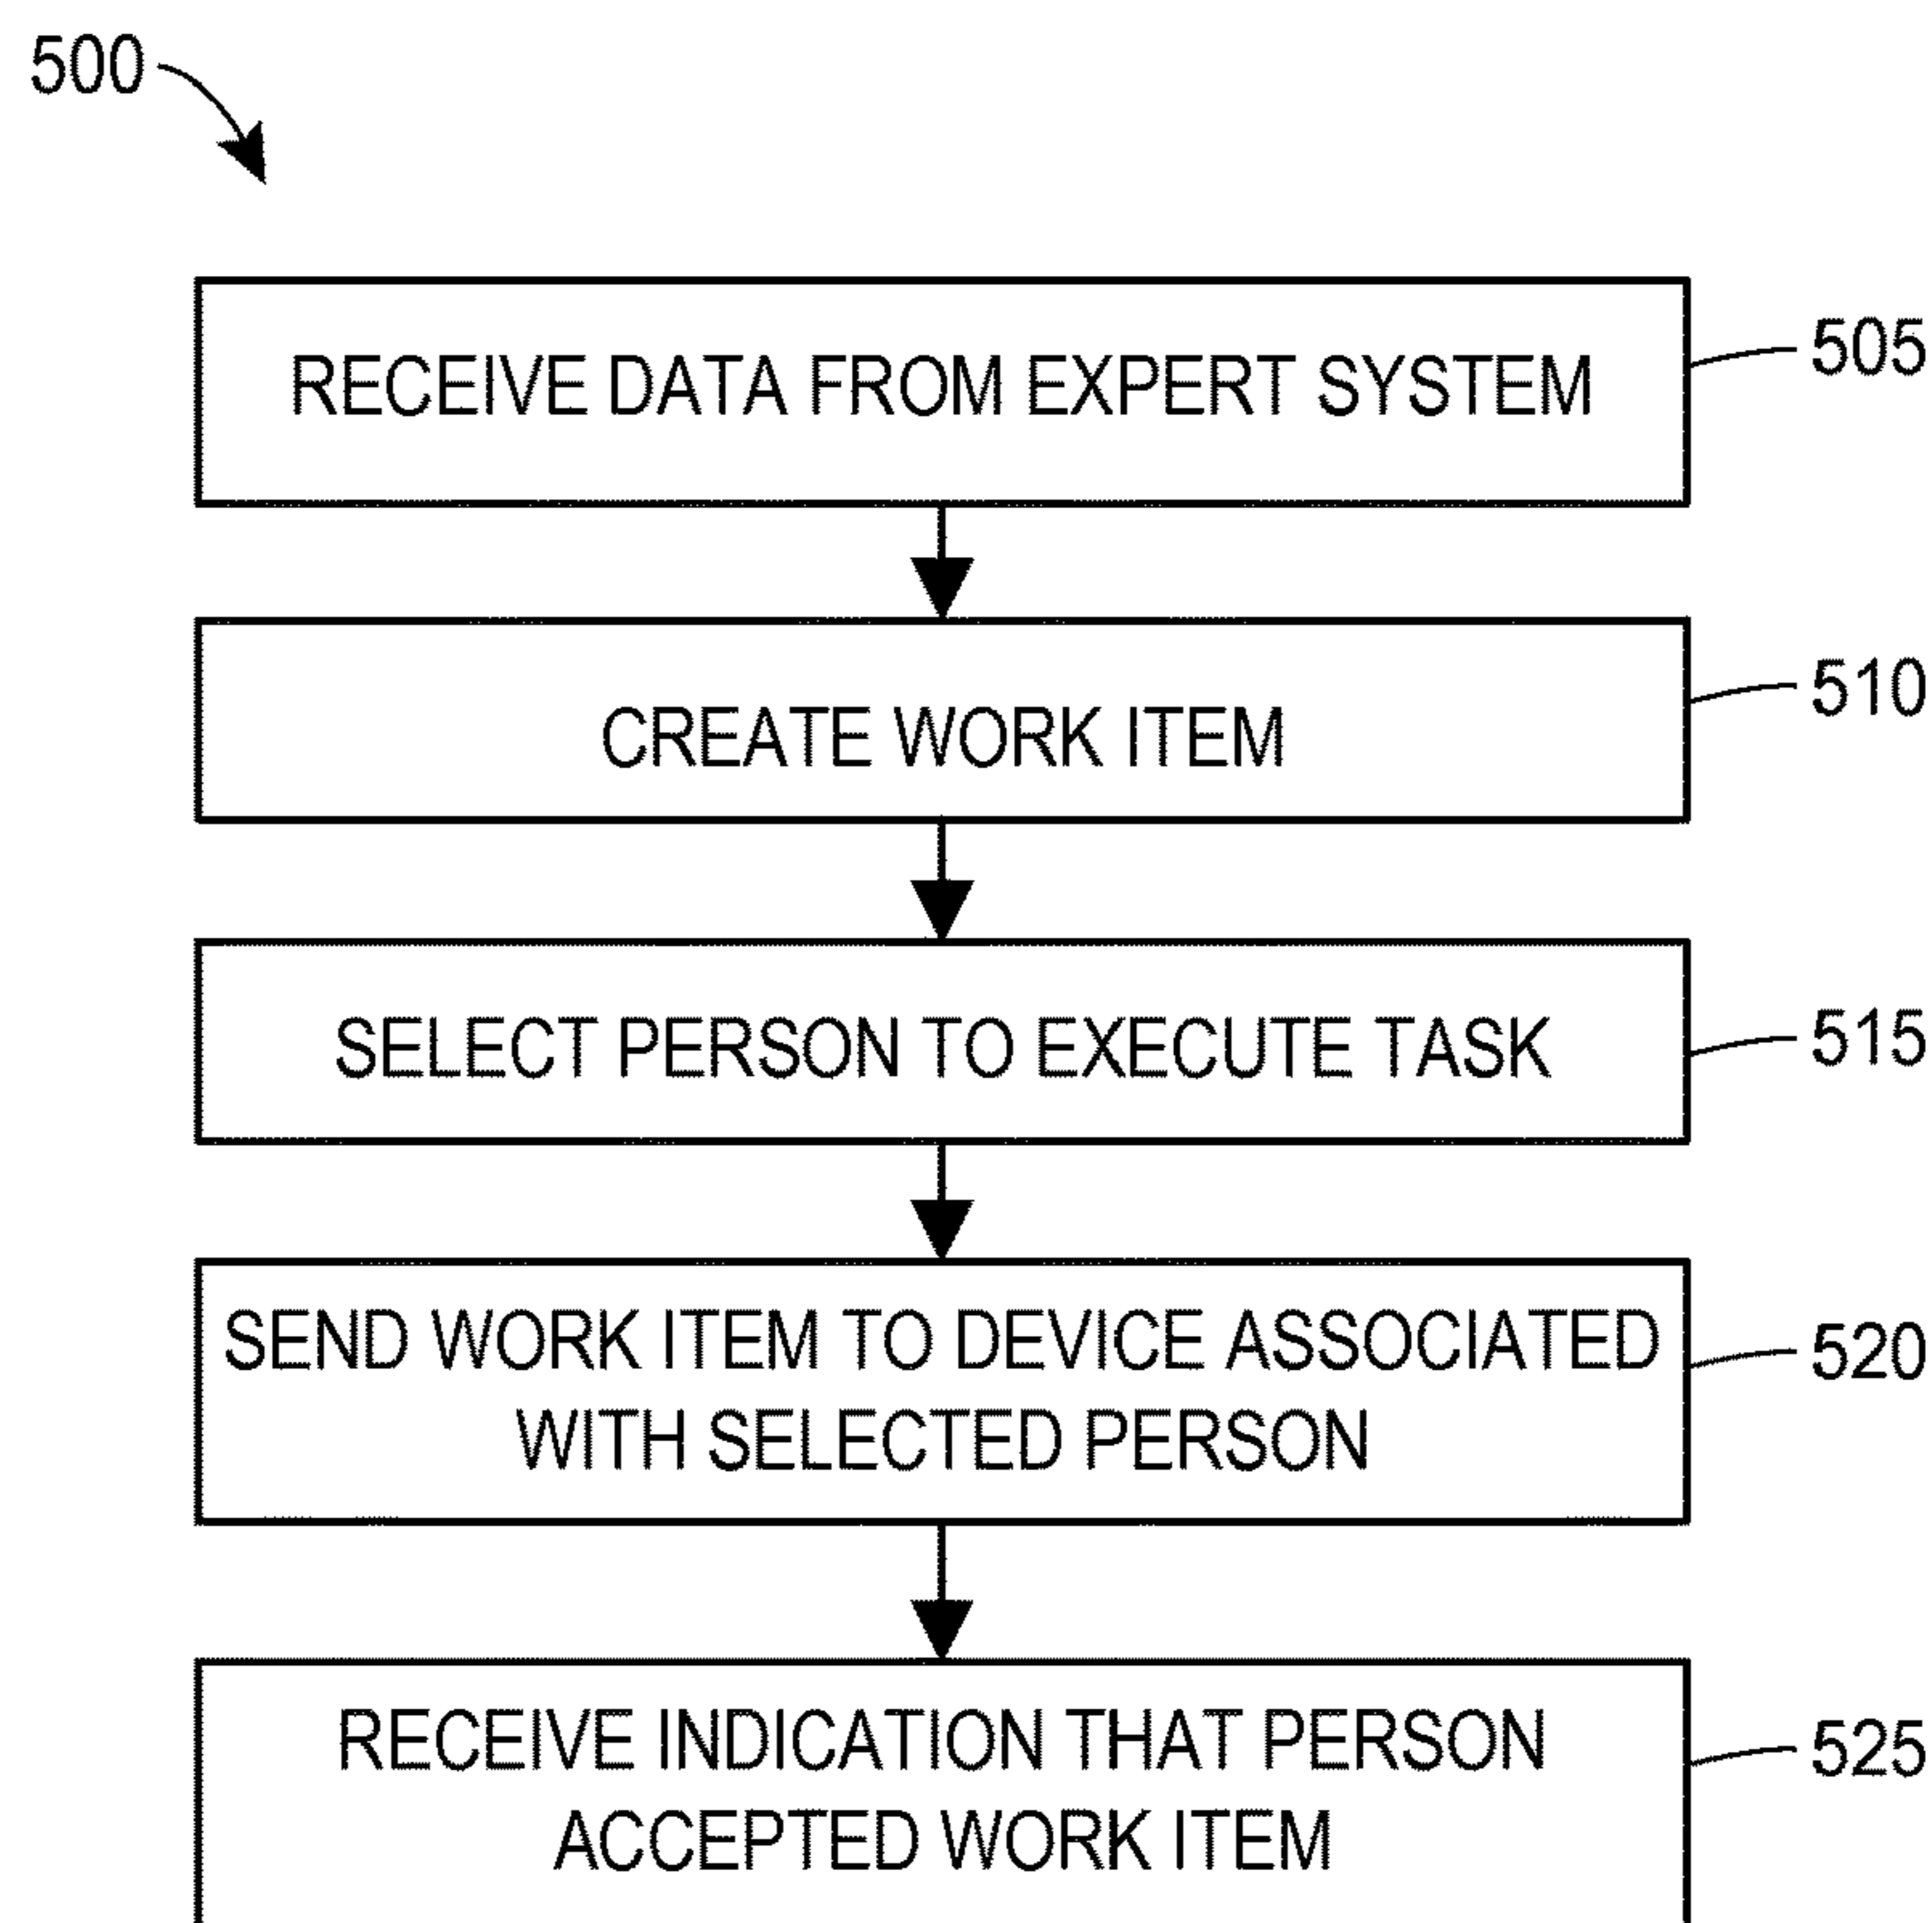 500
RECEIVE DATA FROM EXPERT SYSTEM
505
CREATE WORK ITEM
510
SELECT PERSON TO EXECUTE TASK
515
SEND WORK ITEM TO DEVICE ASSOCIATED
WITH SELECTED PERSON
520
RECEIVE INDICATION THAT PERSON
ACCEPTED WORK ITEM
525